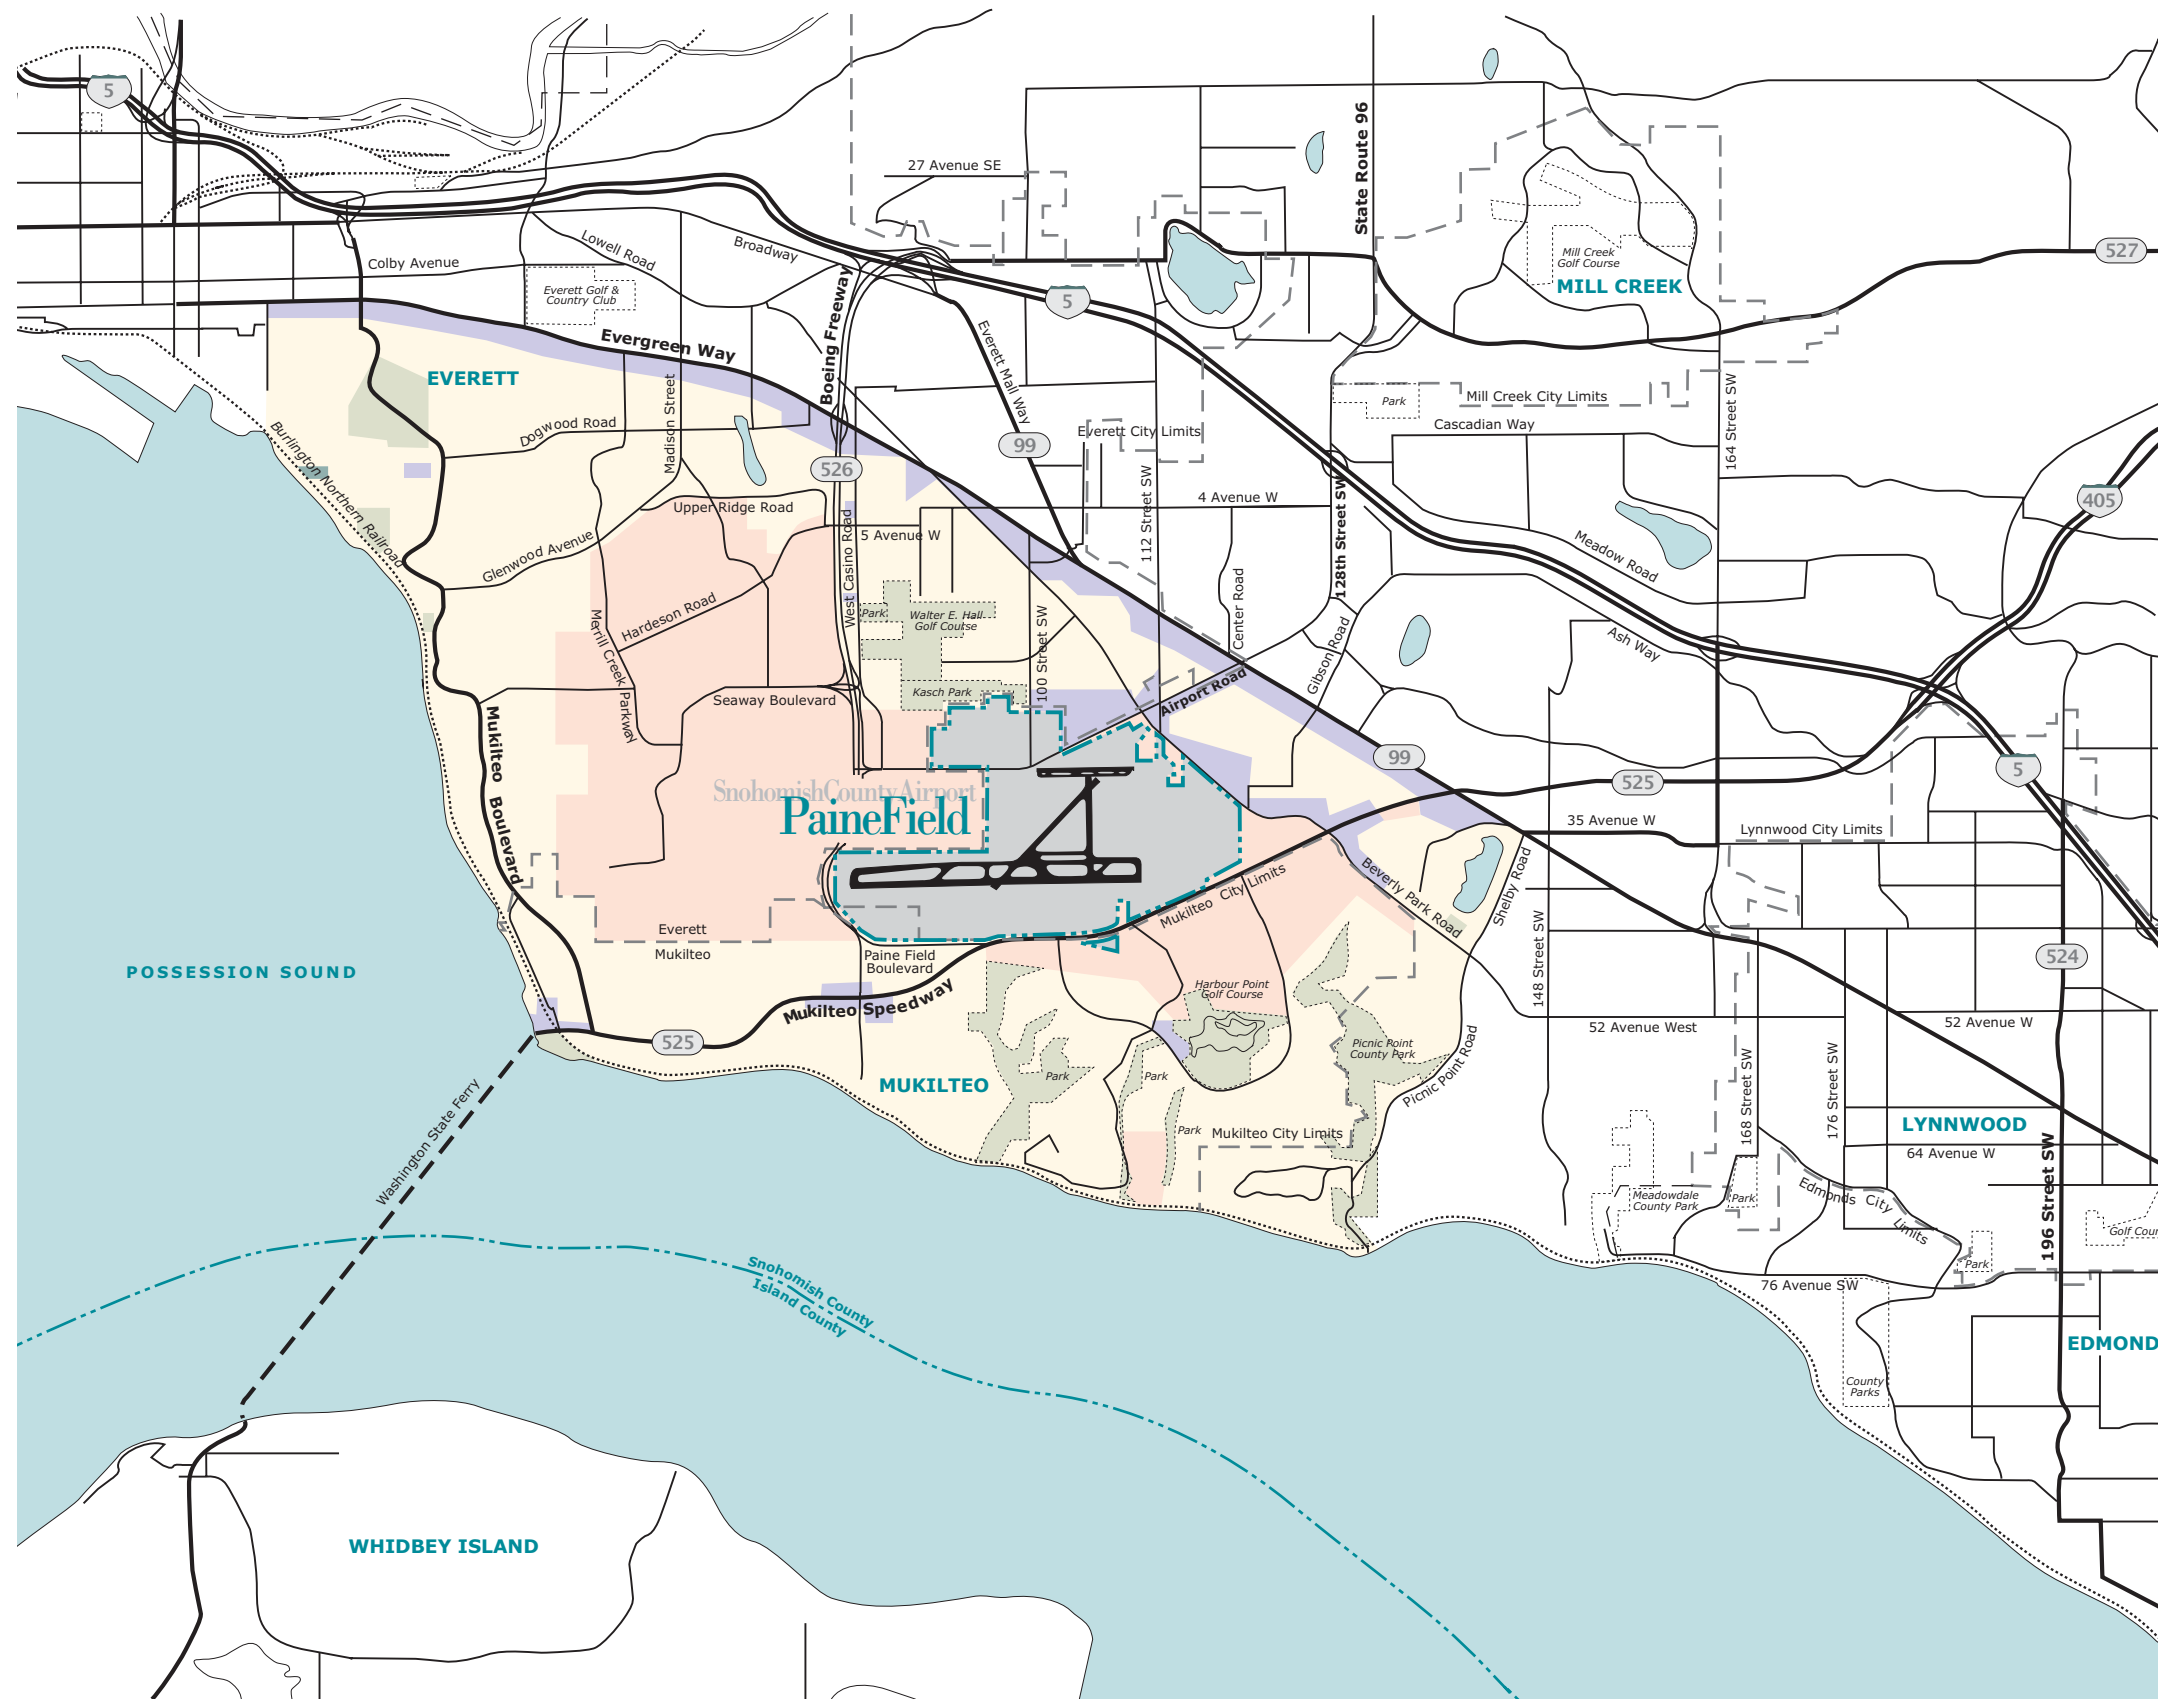 5
State Route 96
27 Avenue SE
Lowell Road
Broadway
Colby Avenue
Mill Creek
Golf Course
527
MILL CREEK
Everett Golf &
Country Club
5
Boeing Freeway
Evergreen Way
Everett Mall Way
EVERETT
Madison Street
Mill Creek City Limits
Park
164 Street SW
Cascadian Way
Dogwood Road
Everett City Limits
99
526
Burlington Northern Railroad
112 Street SW
4 Avenue W
128th Street SW
405
Upper Ridge Road
West Casino Road
5 Avenue W
Glenwood Avenue
Meadow Road
Center Road
Hardeson Road
Merrill Creek Parkway
Park
Walter E. Hall
Golf Course
100 Street SW
Gibson Road
Ash Way
Kasch Park
Seaway Boulevard
Airport Road
Mukilteo Boulevard
99
5
525
Snohomish County Airport
Paine Field
35 Avenue W
Lynnwood City Limits
Beverly Park Road
Shelby Road
Mukilteo City Limits
148 Street SW
Everett
Mukilteo
Paine Field
Boulevard
524
POSSESSION SOUND
Harbour Point
Golf Course
Mukilteo Speedway
52 Avenue West
52 Avenue W
525
Picnic Point
County Park
Picnic Point Road
168 Street SW
176 Street SW
MUKILTEO
Park
Park
Washington State Ferry
Park
Mukilteo City Limits
LYNNWOOD
64 Avenue W
196 Street SW
Meadowdale
County Park
Park
Edmonds City Limits
Golf Cour
Park
Snohomish County
Island County
76 Avenue SW
EDMOND
County
Parks
WHIDBEY ISLAND